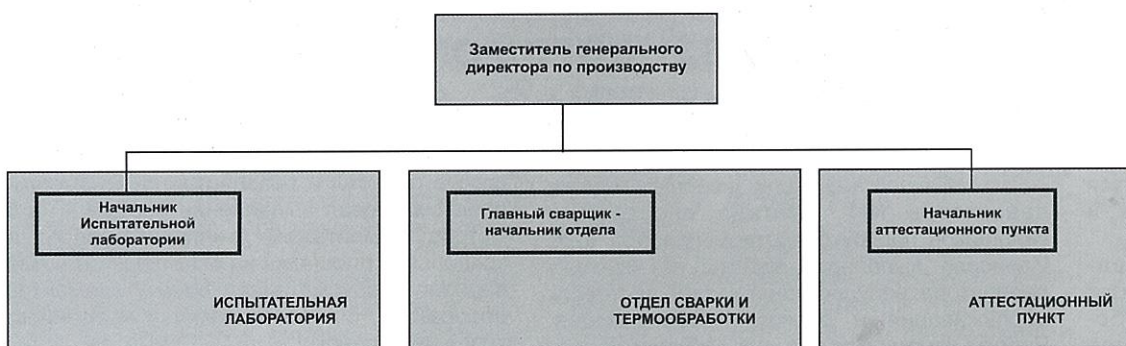 Заместитель генерального
директора по производству
Начальник
Испытательной
лаборатории
ИСПЫТАТЕЛЬНАЯ
ЛАБОРАТОРИЯ
Главный сварщик -
начальник отдела
ОТДЕЛ СВАРКИ И
ТЕРМООБРАБОТКИ
Начальник
аттестационного пункта
АТТЕСТАЦИОННЫЙ
ПУНКТ